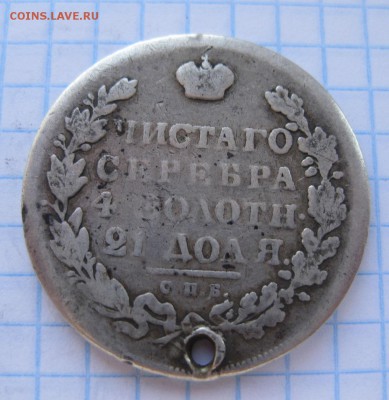 COINS.LAVE.RU
ЧИСТАГО
СЕРЕБРА
4 ЗОЛОТН.
21 ДОЛЯ.
С.П.Б.